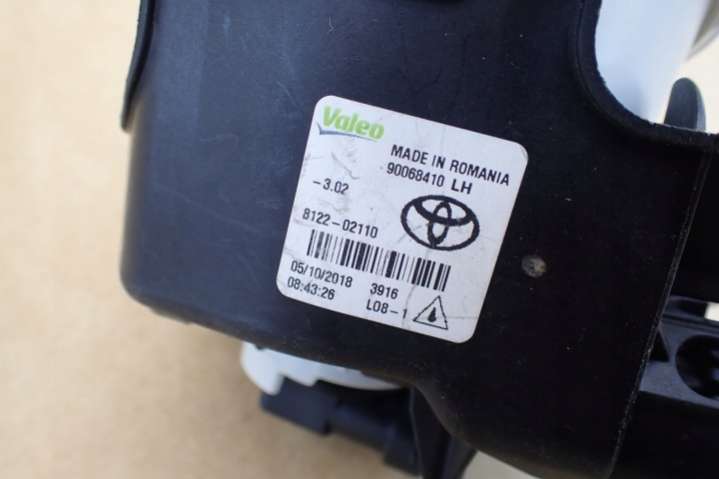 Valeo
MADE IN ROMANIA
90068410 LH
-3.02
8122-02110
05/10/2018 3916
08:43:26 L08-1